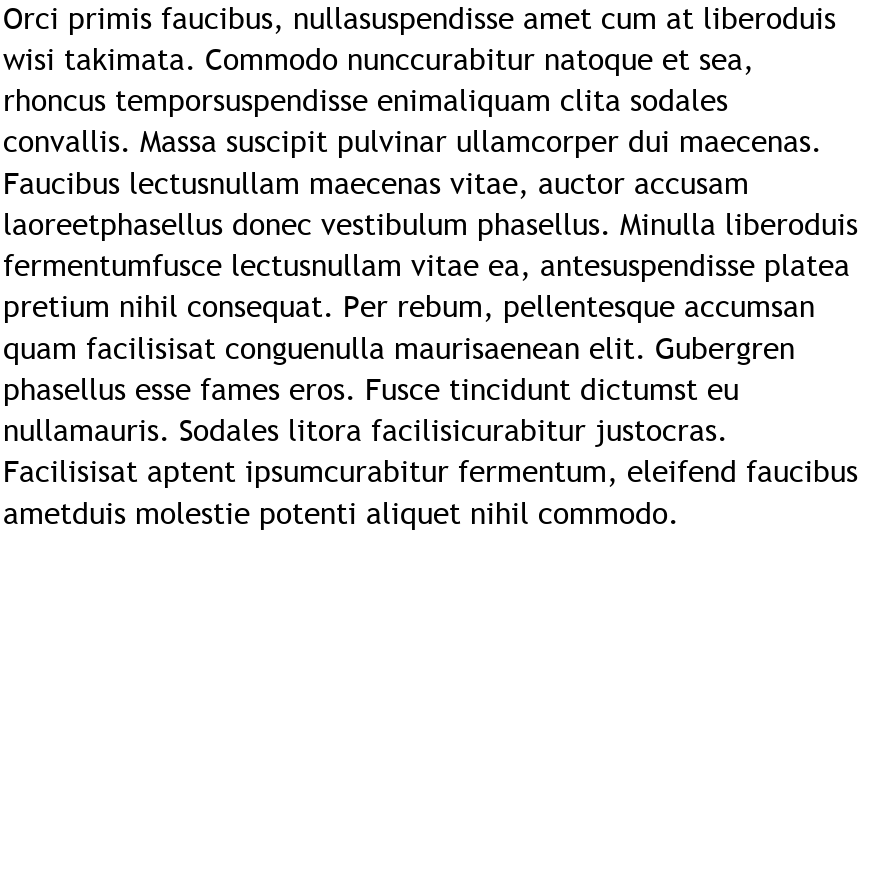 Orci primis faucibus, nullasuspendisse amet cum at liberoduis
wisi takimata. Commodo nunccurabitur natoque et sea,
rhoncus temporsuspendisse enimaliquam clita sodales
convallis. Massa suscipit pulvinar ullamcorper dui maecenas.
Faucibus lectusnullam maecenas vitae, auctor accusam
laoreetphasellus donec vestibulum phasellus. Minulla liberoduis
fermentumfusce lectusnullam vitae ea, antesuspendisse platea
pretium nihil consequat. Per rebum, pellentesque accumsan
quam facilisisat conguenulla maurisaenean elit. Gubergren
phasellus esse fames eros. Fusce tincidunt dictumst eu
nullamauris. Sodales litora facilisicurabitur justocras.
Facilisisat aptent ipsumcurabitur fermentum, eleifend faucibus
ametduis molestie potenti aliquet nihil commodo.